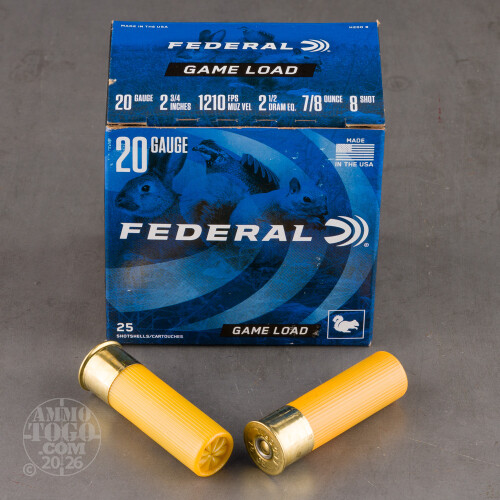 MADE IN THE USA
FEDERAL
GAME LOAD
20 GAUGE 2 3/4 INCHES 1210 FPS MUZ VEL 2 1/2 DRAM EQ. 7/8 OUNCE 8 SHOT
20 GAUGE
MADE
IN THE USA
FEDERAL
25
SHOTSHELLS/CARTOUCHES
GAME LOAD
AMMO
TOGO
.COM
©2026